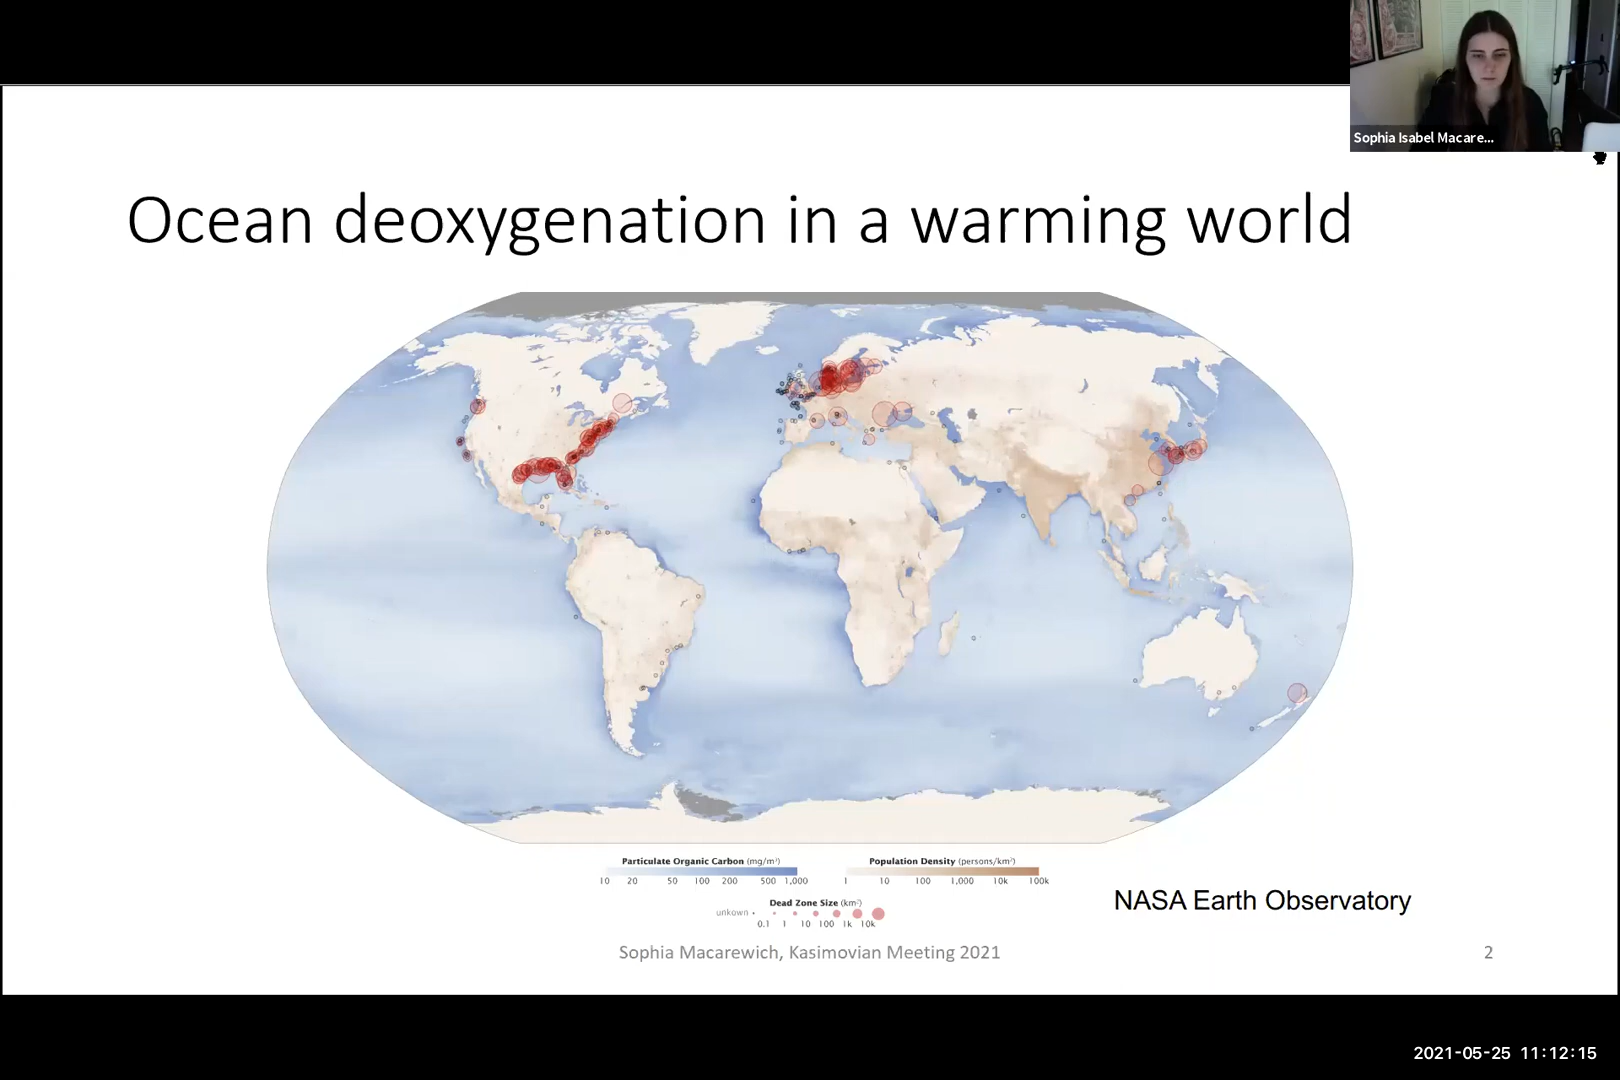 Sophia Isabel Macare...
Ocean deoxygenation in a warming world
Particulate Organic Carbon (mg/m³)
10 20 50 100 200 500 1,000
Population Density (persons/km²)
1 10 100 1,000 10k 100k
Dead Zone Size (km²)
unkown
0.1 1 10 100 1k 10k
NASA Earth Observatory
Sophia Macarewich, Kasimovian Meeting 2021
2
2021-05-25 11:12:15